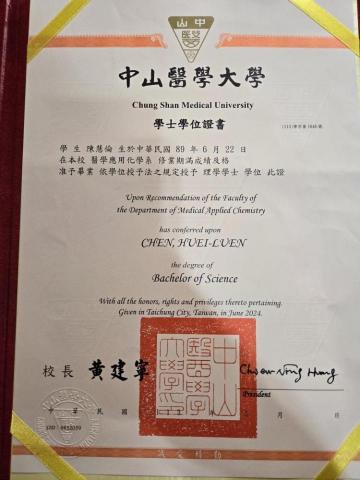 中山醫學大學
Chung Shan Medical University
學士學位證書
學生 陳慧倫 生於中華民國 89 年 6 月 22 日
在本校 醫學應用化學系 修業期滿成績及格
准予畢業 依學位授予法之規定授予 理學學士 學位 此證
Upon Recommendation of the Faculty of
the Department of Medical Applied Chemistry
has conferred upon
CHEN, HUEI-LUEN
the degree of
Bachelor of Science
With all the honors, rights and privileges thereto pertaining.
Given in Taichung City, Taiwan, in June 2024.
校長 黃建寧
President
中華民國
月 日